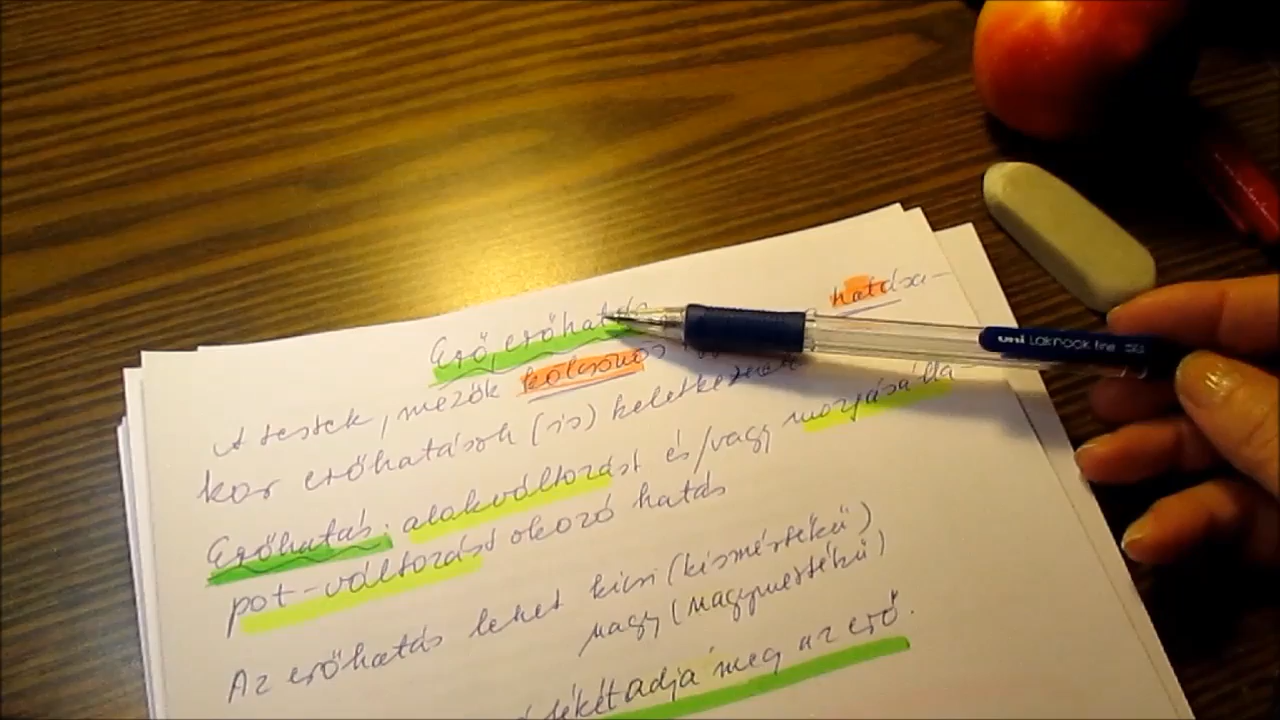 Erő, erőhatás
A testek, mezők kölcsönös hatása-
kor erőhatások (is) keletkeznek
Erőhatás: alakváltozást és/vagy mozgásálla-
pot-változást okozó hatás
Az erőhatás lehet kicsi (kismértékű)
nagy (nagymértékű)
adja meg az erő.
uni Laknock fine